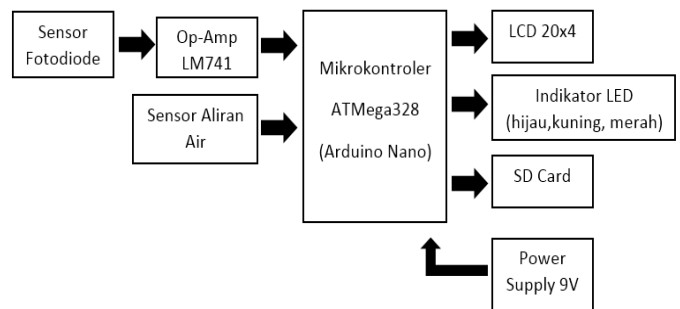 Sensor
Fotodiode
Op-Amp
LM741
Sensor Aliran
Air
Mikrokontroler
ATMega328
(Arduino Nano)
LCD 20x4
Indikator LED
(hijau,kuning, merah)
SD Card
Power
Supply 9V